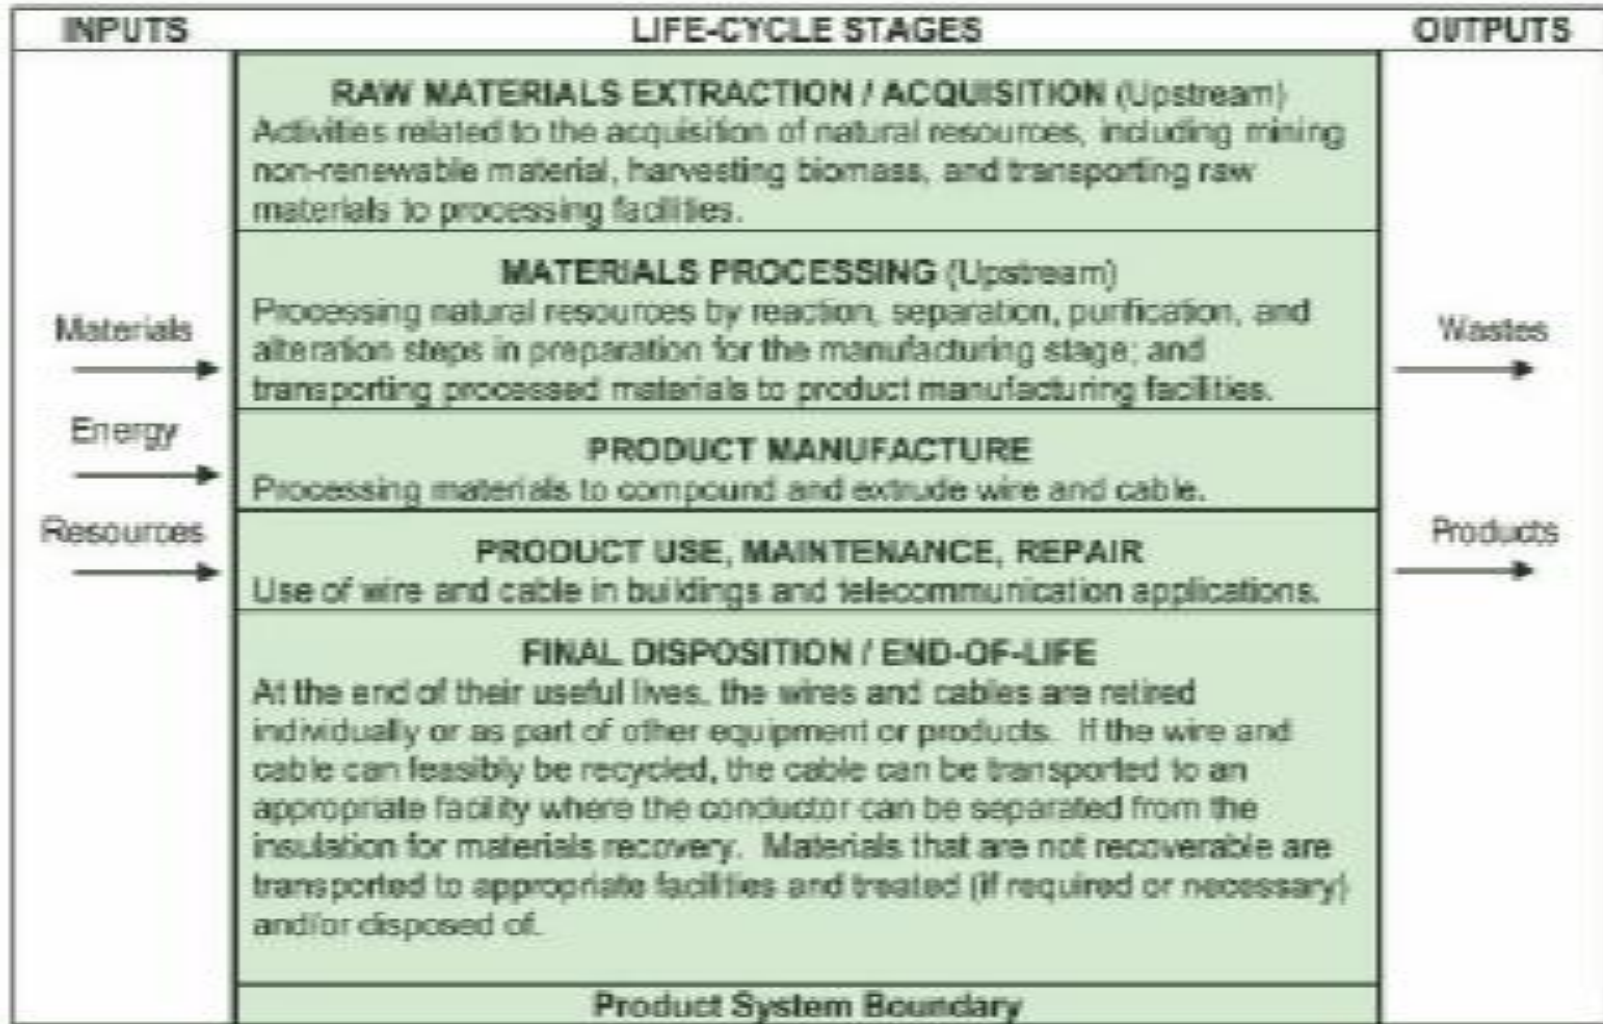 INPUTS LIFE-CYCLE STAGES OUTPUTS
RAW MATERIALS EXTRACTION / ACQUISITION (Upstream)
Activities related to the acquisition of natural resources, including mining
non-renewable material, harvesting biomass, and transporting raw
materials to processing facilities.
MATERIALS PROCESSING (Upstream)
Processing natural resources by reaction, separation, purification, and
alteration steps in preparation for the manufacturing stage; and
transporting processed materials to product manufacturing facilities.
PRODUCT MANUFACTURE
Processing materials to compound and extrude wire and cable.
PRODUCT USE, MAINTENANCE, REPAIR
Use of wire and cable in buildings and telecommunication applications.
FINAL DISPOSITION / END-OF-LIFE
At the end of their useful lives, the wires and cables are retired
individually or as part of other equipment or products. If the wire and
cable can feasibly be recycled, the cable can be transported to an
appropriate facility where the conductor can be separated from the
insulation for materials recovery. Materials that are not recoverable are
transported to appropriate facilities and treated (if required or necessary)
and/or disposed of.
Product System Boundary
Materials
Energy
Resources
Wastes
Products